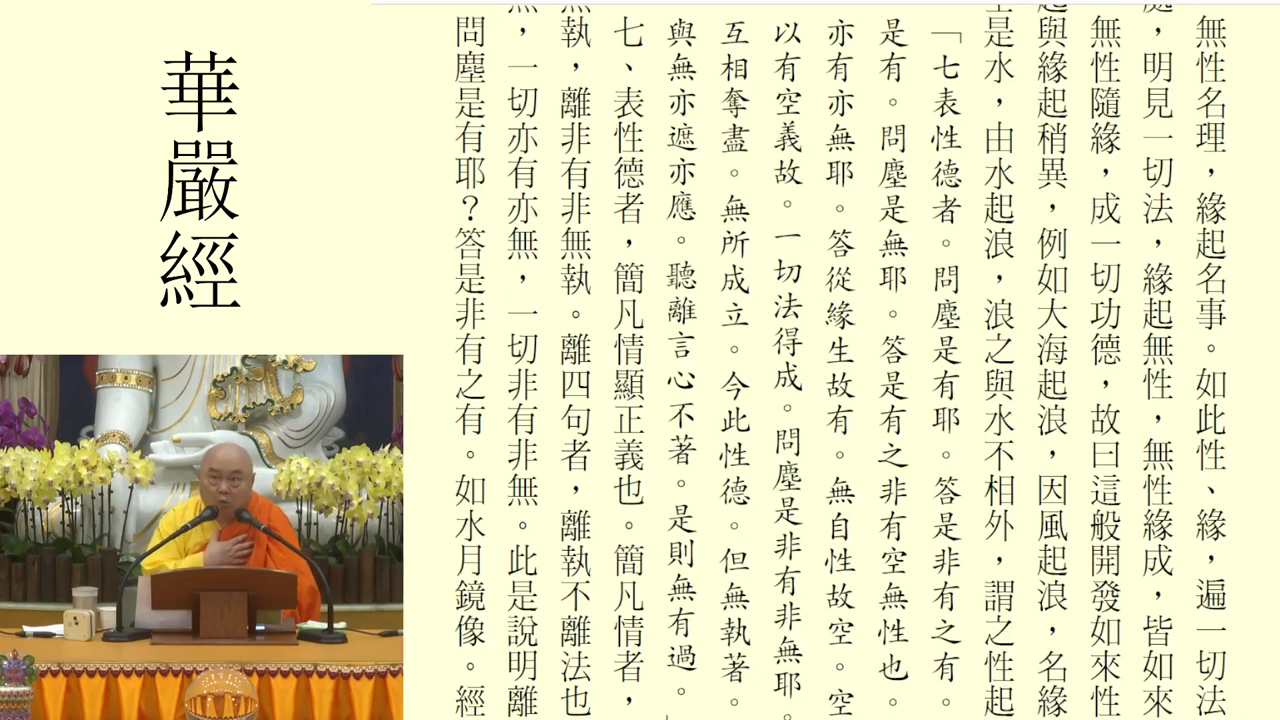 華嚴經
無性名理，緣起名事。如此性、緣，遍一切法
處，明見一切法，緣起無性，無性緣成，皆如來
無性隨緣，成一切功德，故曰這般開發如來性
起與緣起稍異，例如大海起浪，因風起浪，名緣
是水，由水起浪，浪之與水不相外，謂之性起
「七表性德者。問塵是有耶。答是非有之有。
是有。問塵是無耶。答是有之非有空無性也。
亦有亦無耶。答從緣生故有。無自性故空。空
以有空義故。一切法得成。問塵是非有非無耶。
互相奪盡。無所成立。今此性德。但無執著。
與無亦遮亦應。聽離言心不著。是則無有過。
七、表性德者，簡凡情顯正義也。簡凡情者，
無執，離非有非無執。離四句者，離執不離法也
無，一切亦有亦無，一切非有非無。此是說明離
問塵是有耶？答是非有之有。如水月鏡像。經